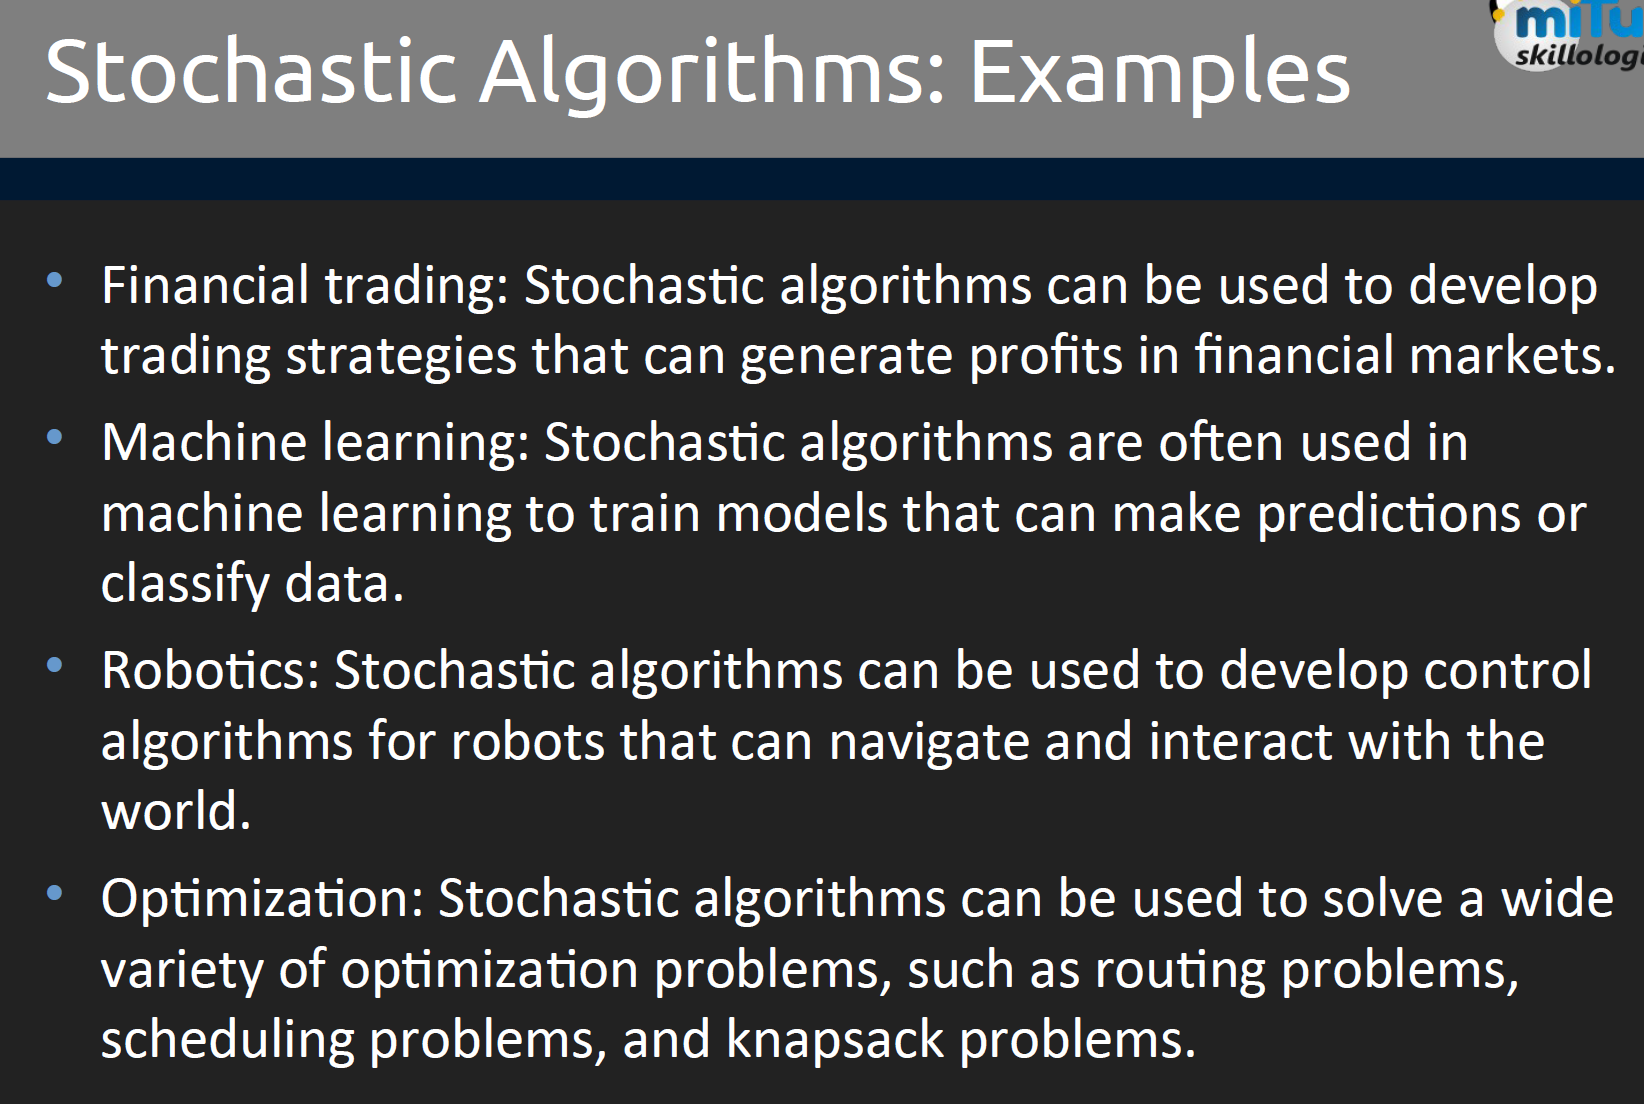 Stochastic Algorithms: Examples
miTu
skillologi
• Financial trading: Stochastic algorithms can be used to develop
trading strategies that can generate profits in financial markets.
• Machine learning: Stochastic algorithms are often used in
machine learning to train models that can make predictions or
classify data.
• Robotics: Stochastic algorithms can be used to develop control
algorithms for robots that can navigate and interact with the
world.
• Optimization: Stochastic algorithms can be used to solve a wide
variety of optimization problems, such as routing problems,
scheduling problems, and knapsack problems.